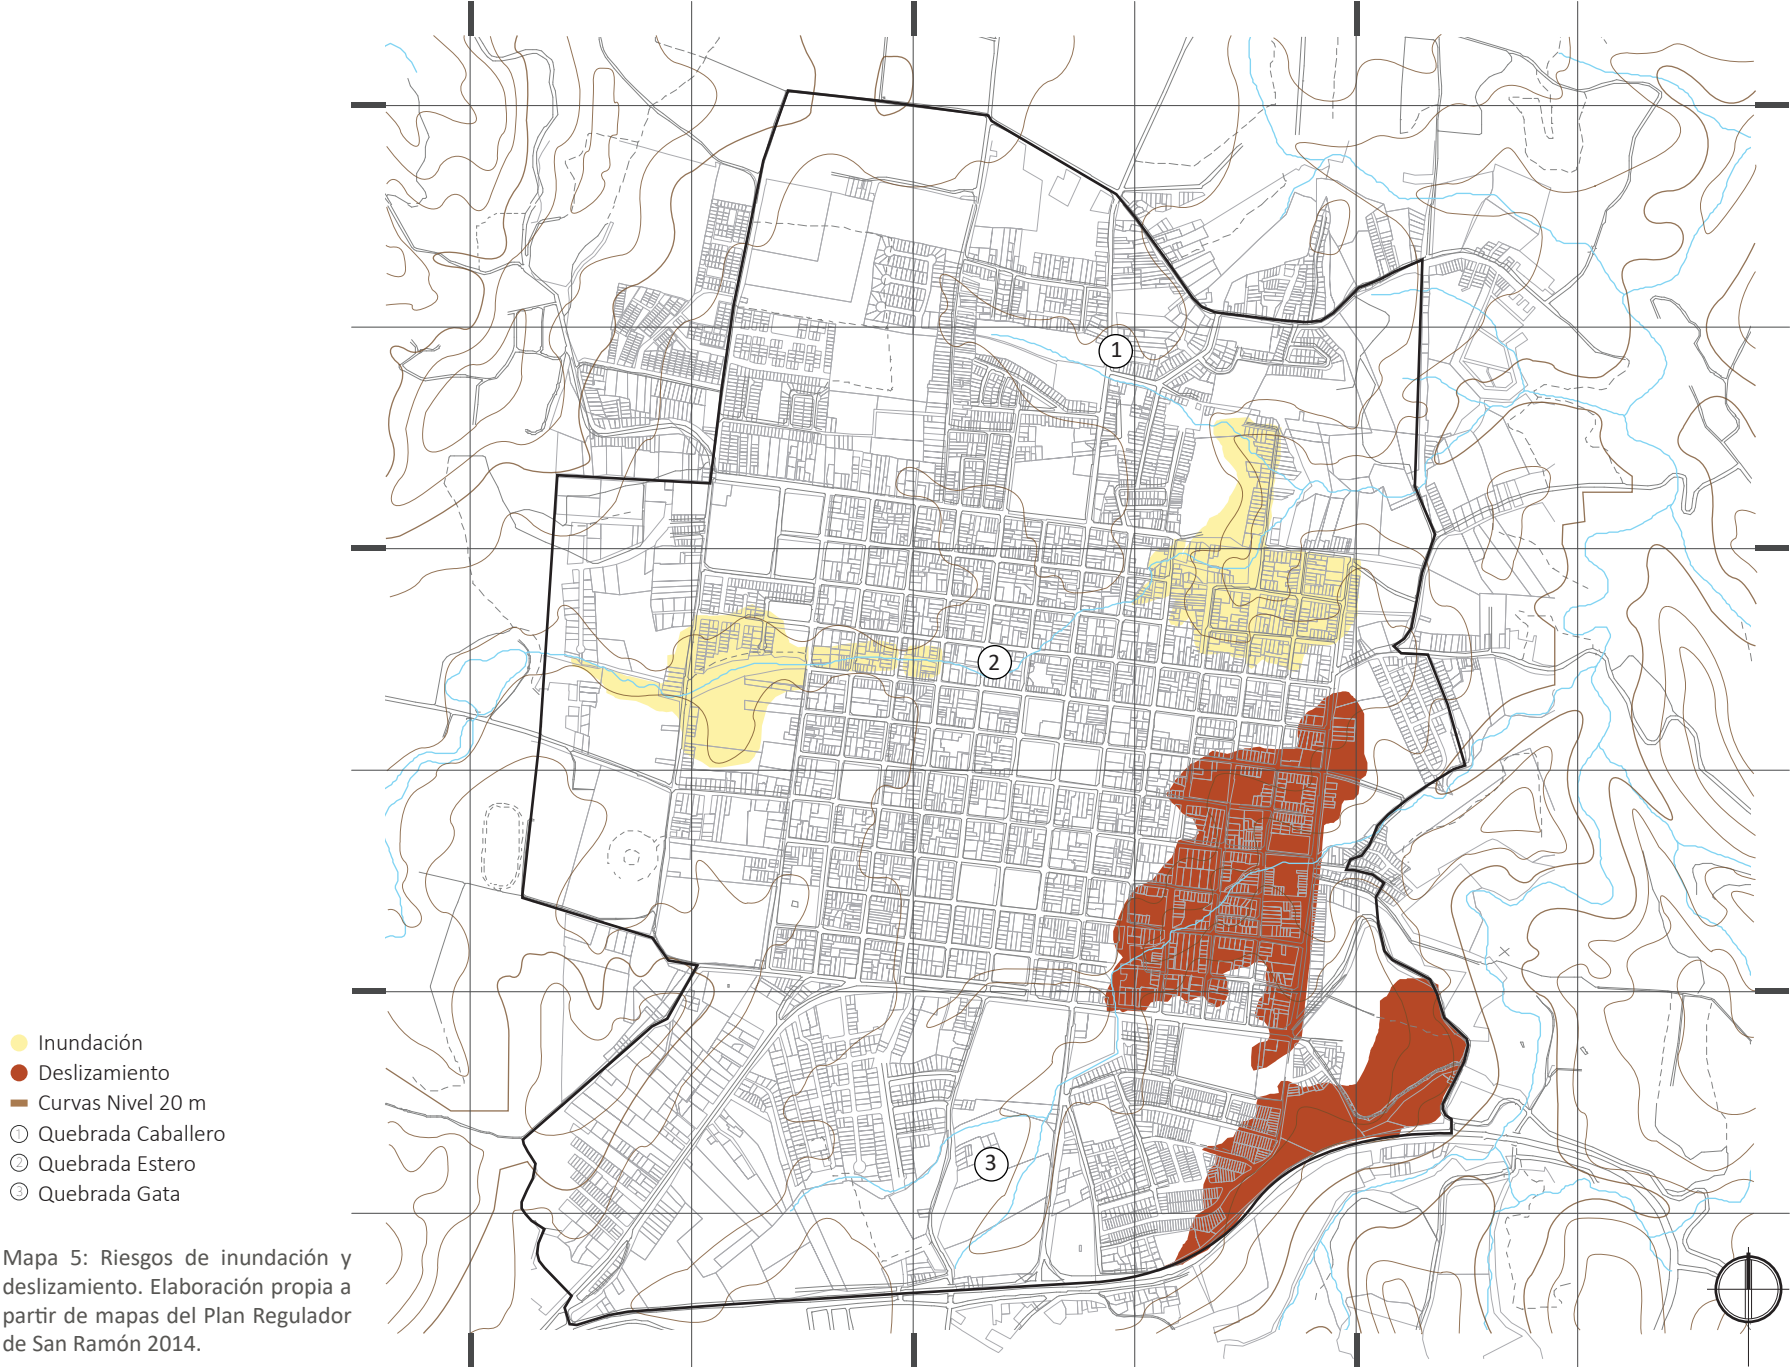 1
2
3
Inundación
Deslizamiento
Curvas Nivel 20 m
1 Quebrada Caballero
2 Quebrada Estero
3 Quebrada Gata
Mapa 5: Riesgos de inundación y
deslizamiento. Elaboración propia a
partir de mapas del Plan Regulador
de San Ramón 2014.